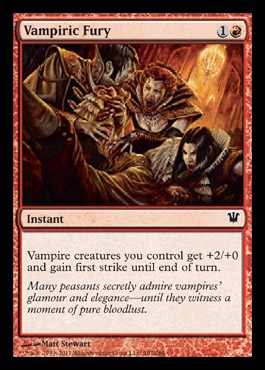 Vampiric Fury 1
Instant
Vampire creatures you control get +2/+0
and gain first strike until end of turn.
Many peasants secretly admire vampires’
glamour and elegance—until they witness a
moment of pure bloodlust.
Matt Stewart